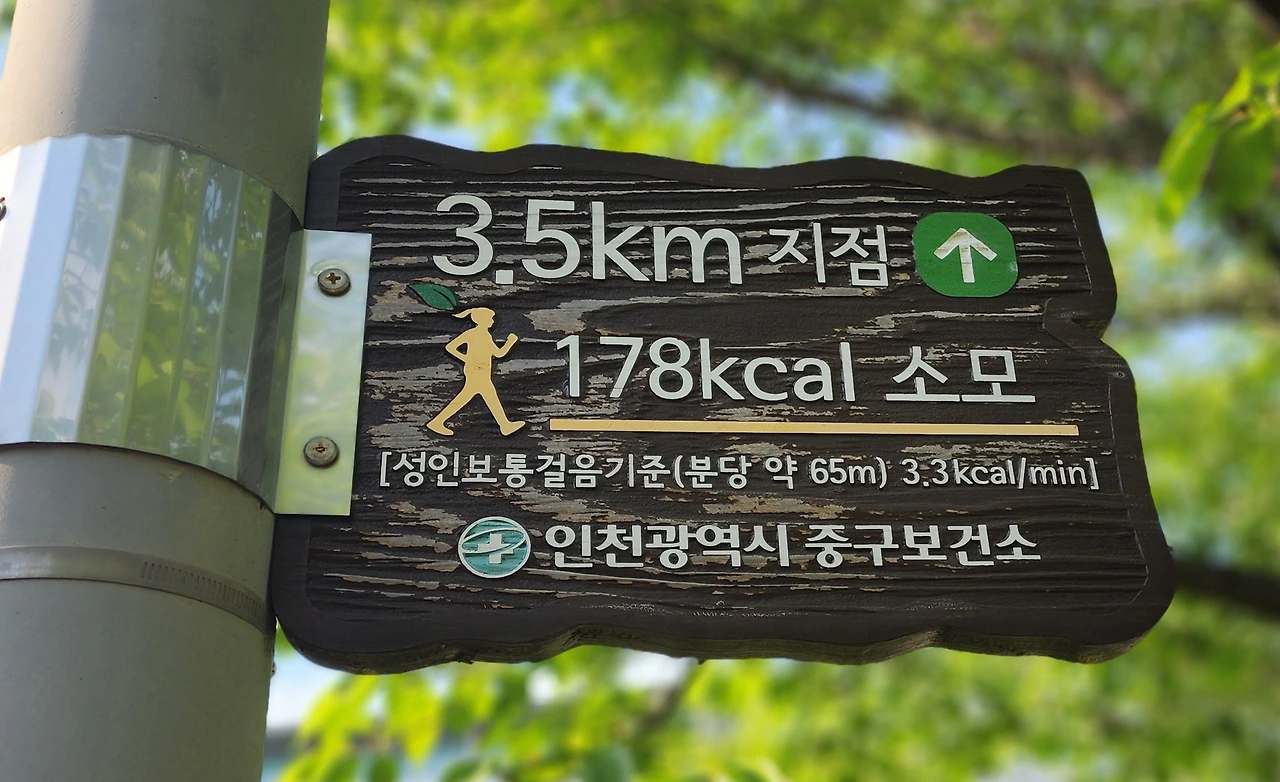 3.5km 지점
178kcal 소모
[성인보통걸음기준(분당 약 65m) 3.3kcal/min]
인천광역시 중구보건소